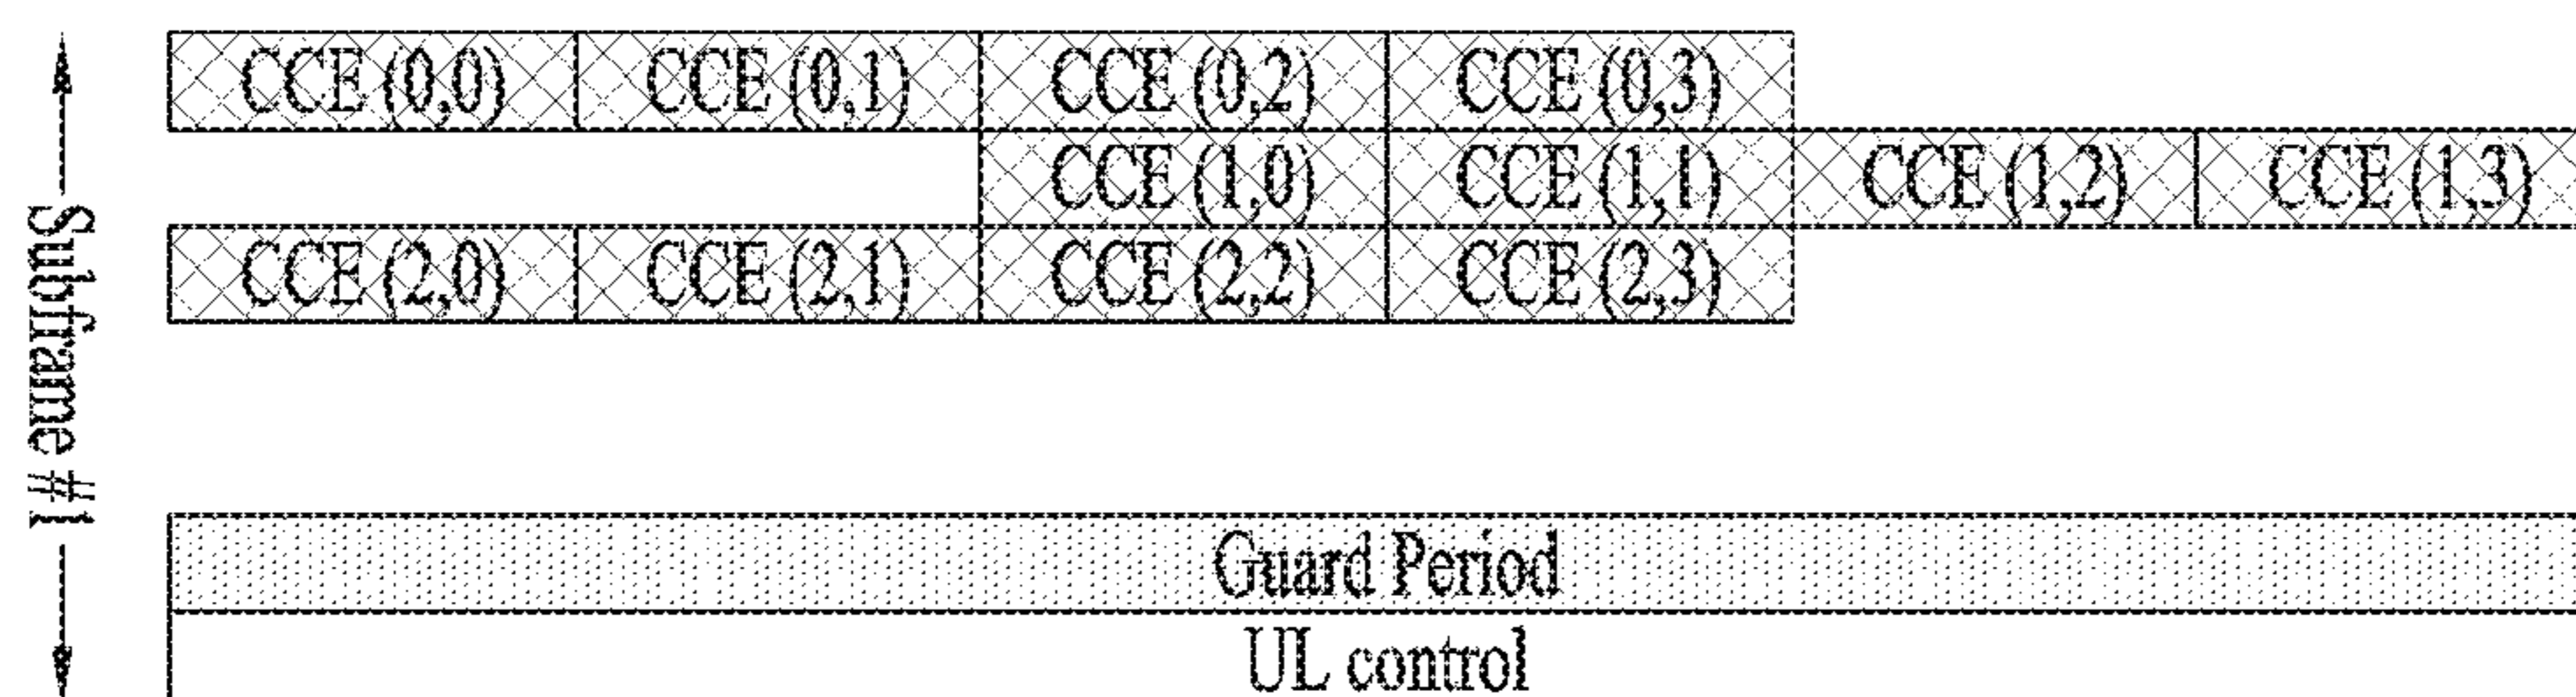 CCE (0,0) CCE (0,1) CCE (0,2) CCE (0,3)
CCE (1,0) CCE (1,1) CCE (1,2) CCE (1,3)
CCE (2,0) CCE (2,1) CCE (2,2) CCE (2,3)
Subframe #1
Guard Period
UL control